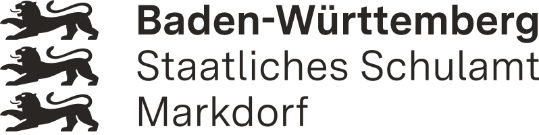 Baden-Württemberg
Staatliches Schulamt
Markdorf